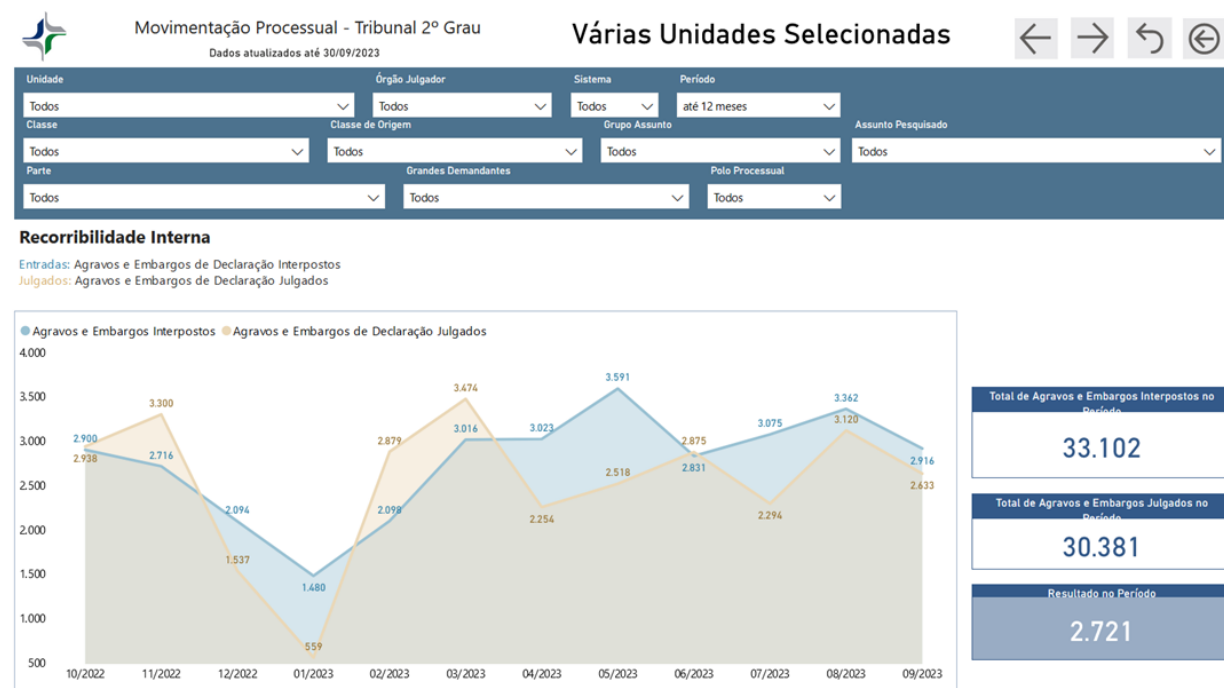 Movimentação Processual - Tribunal 2º Grau
Dados atualizados até 30/09/2023
Várias Unidades Selecionadas
Unidade
Órgão Julgador
Sistema
Período
Todos
Todos
Todos
até 12 meses
Classe
Classe de Origem
Grupo Assunto
Assunto Pesquisado
Todos
Todos
Todos
Todos
Parte
Grandes Demandantes
Polo Processual
Todos
Todos
Todos
Recorribilidade Interna
Entradas: Agravos e Embargos de Declaração Interpostos
Julgados: Agravos e Embargos de Declaração Julgados
Agravos e Embargos Interpostos Agravos e Embargos de Declaração Julgados
4.000
3.500
3.000
2.500
2.000
1.500
1.000
500
2.900
2.716
2.094
1.480
2.098
3.016
3.023
3.591
2.831
3.075
3.362
2.916
2.938
3.300
1.537
559
2.879
3.474
2.254
2.518
2.875
2.294
3.120
2.633
10/2022 11/2022 12/2022 01/2023 02/2023 03/2023 04/2023 05/2023 06/2023 07/2023 08/2023 09/2023
Total de Agravos e Embargos Interpostos no
Período
33.102
Total de Agravos e Embargos Julgados no
Período
30.381
Resultado no Período
2.721